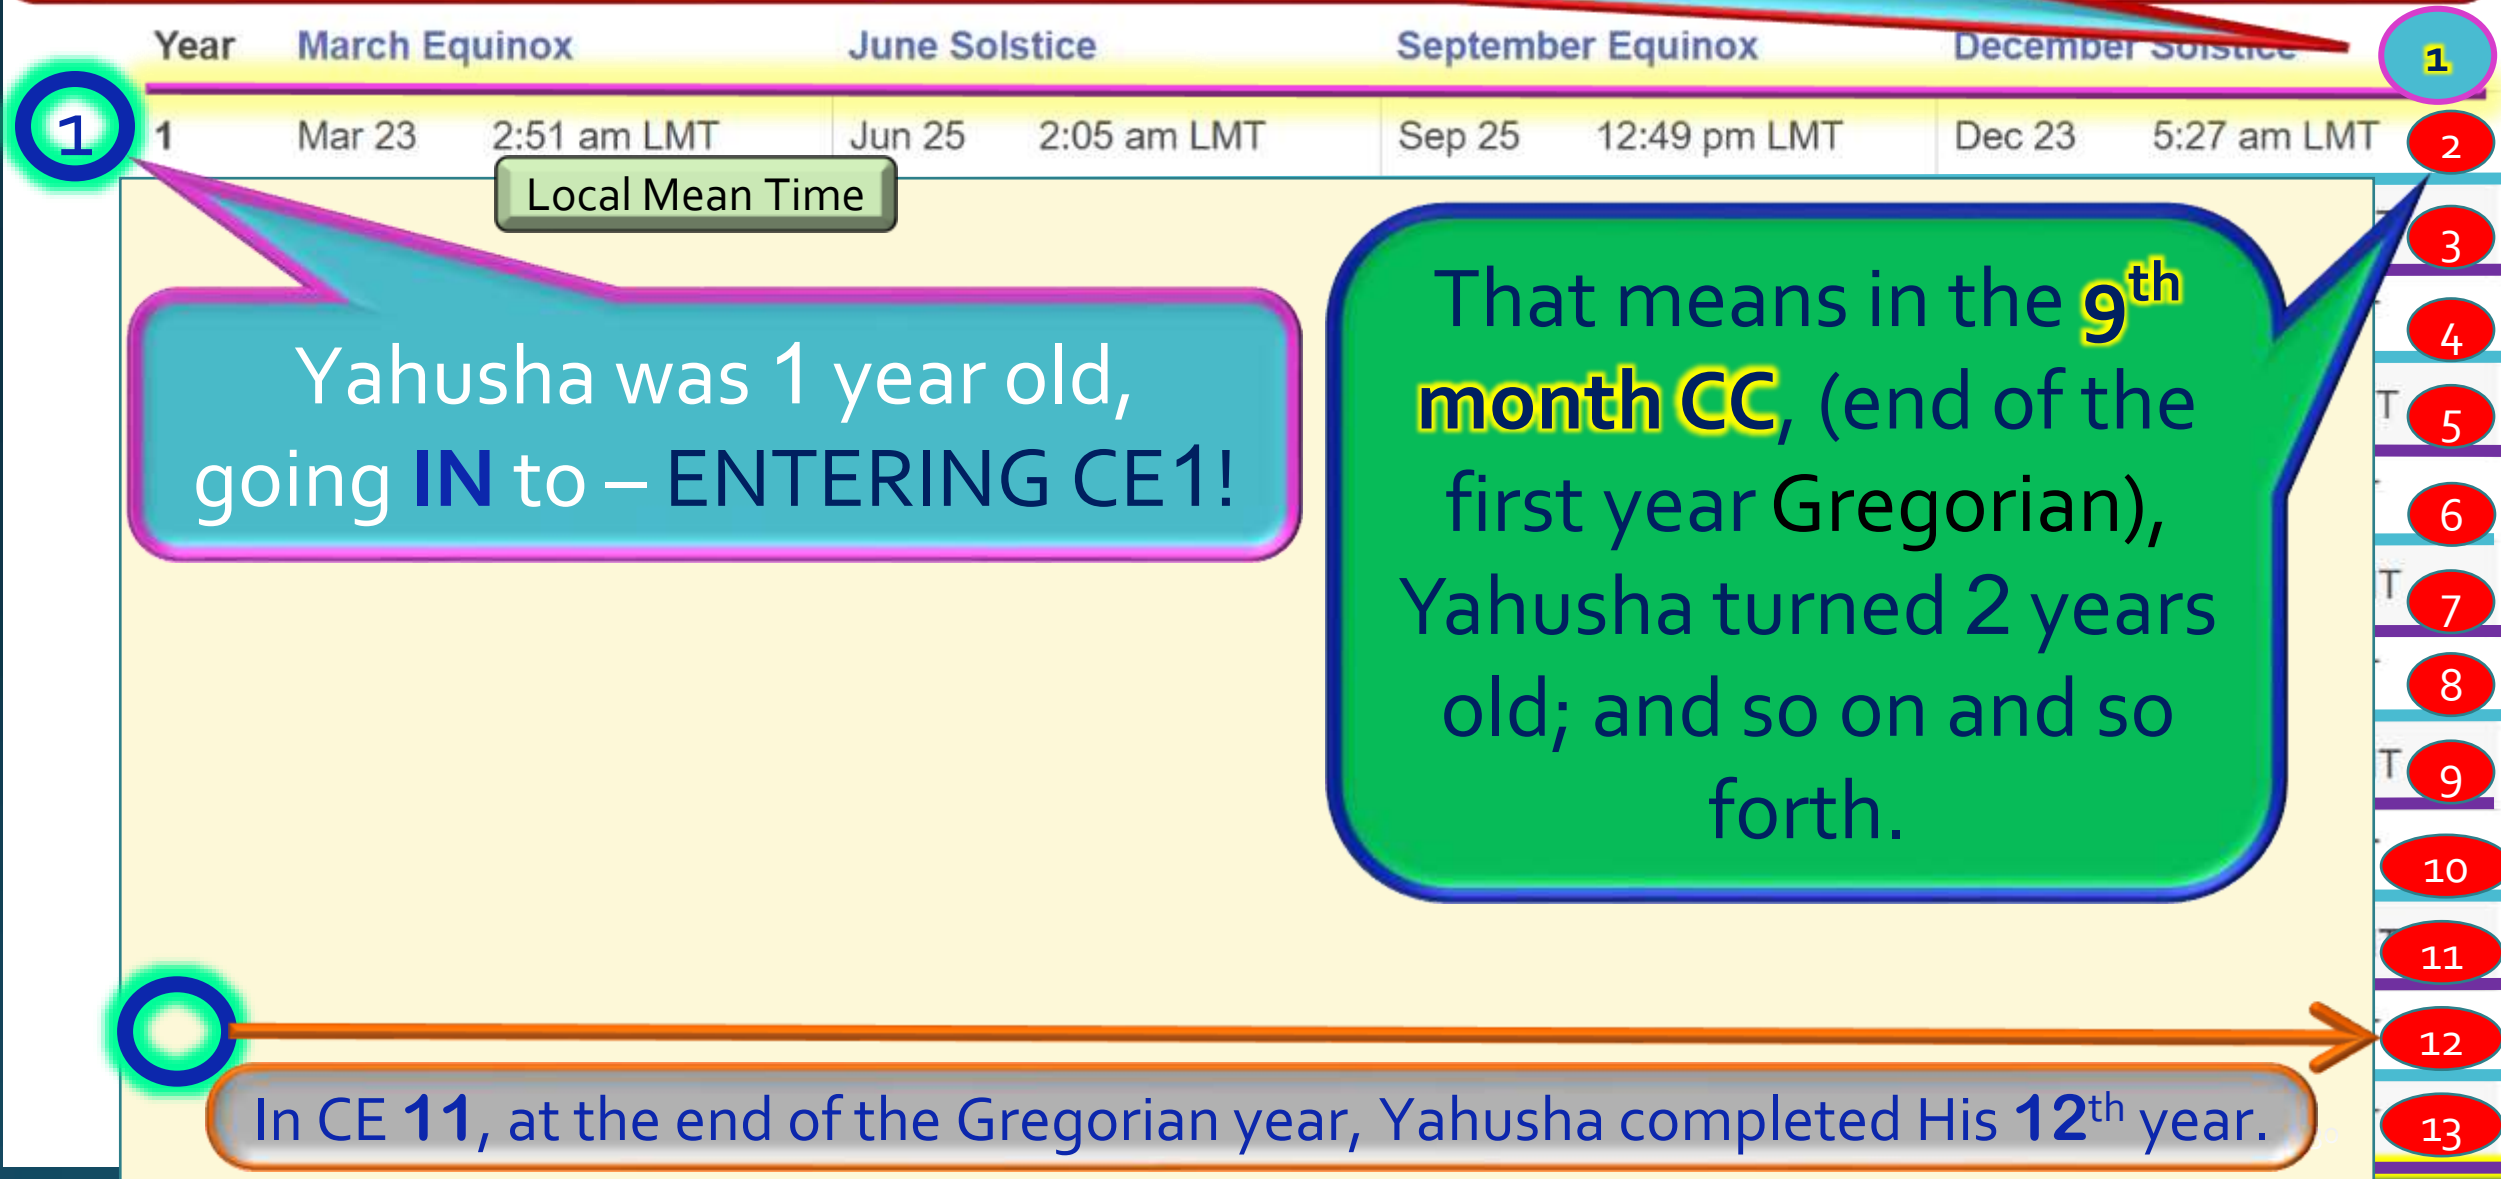 Year March Equinox June Solstice September Equinox December Solstice 1
1 1 Mar 23 2:51 am LMT Jun 25 2:05 am LMT Sep 25 12:49 pm LMT Dec 23 5:27 am LMT 2
Local Mean Time
Yahusha was 1 year old,
going IN to – ENTERING CE1!
That means in the 9th
month CC, (end of the
first year Gregorian),
Yahusha turned 2 years
old; and so on and so
forth.
3
4
T 5
6
T 7
8
T 9
10
11
12
In CE 11, at the end of the Gregorian year, Yahusha completed His 12th year.
13